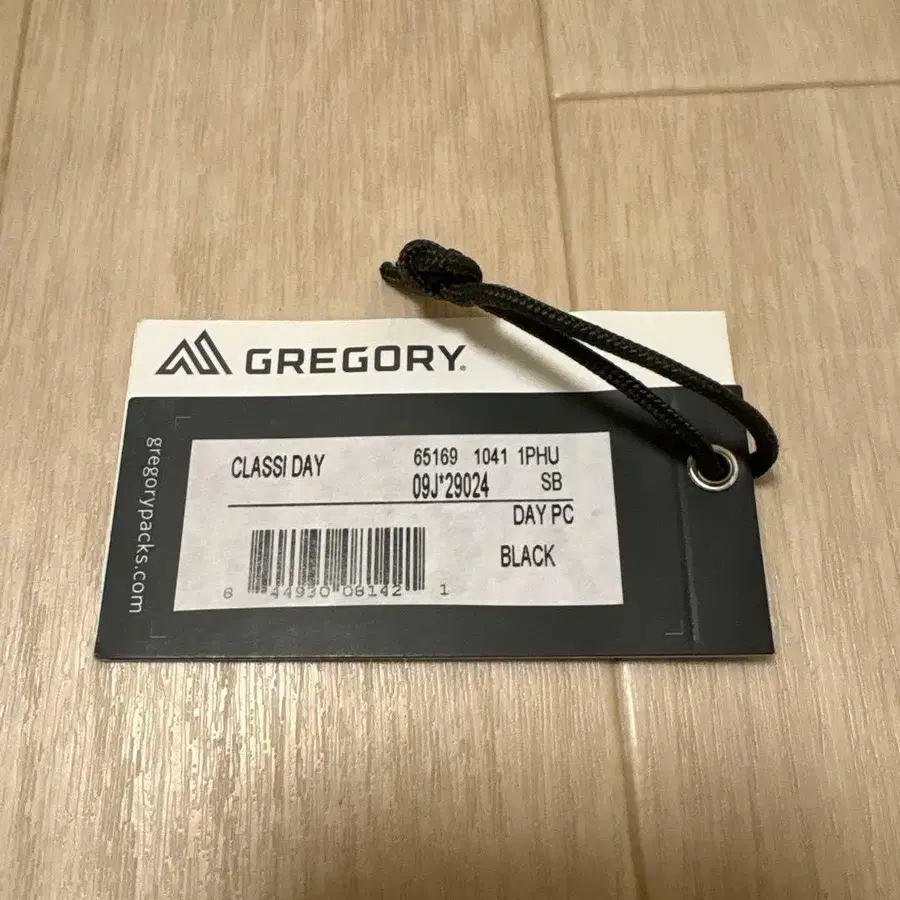 GREGORY
gregorypacks.com
CLASSI DAY 65169 1041 1PHU
09J*29024 SB
DAY PC
BLACK
8 44930 08142 1